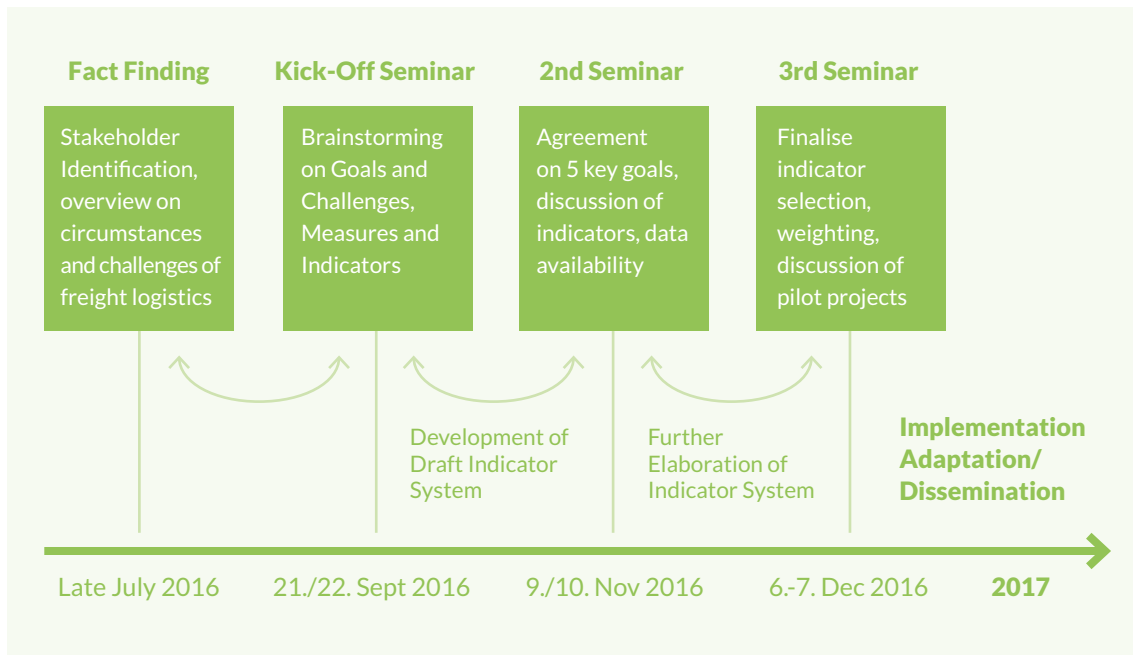 Fact Finding
Stakeholder
Identification,
overview on
circumstances
and challenges of
freight logistics
Kick-Off Seminar
Brainstorming
on Goals and
Challenges,
Measures and
Indicators
2nd Seminar
Agreement
on 5 key goals,
discussion of
indicators, data
availability
3rd Seminar
Finalise
indicator
selection,
weighting,
discussion of
pilot projects
Development of
Draft Indicator
System
Further
Elaboration of
Indicator System
Implementation
Adaptation/
Dissemination
Late July 2016
21./22. Sept 2016
9./10. Nov 2016
6.-7. Dec 2016
2017